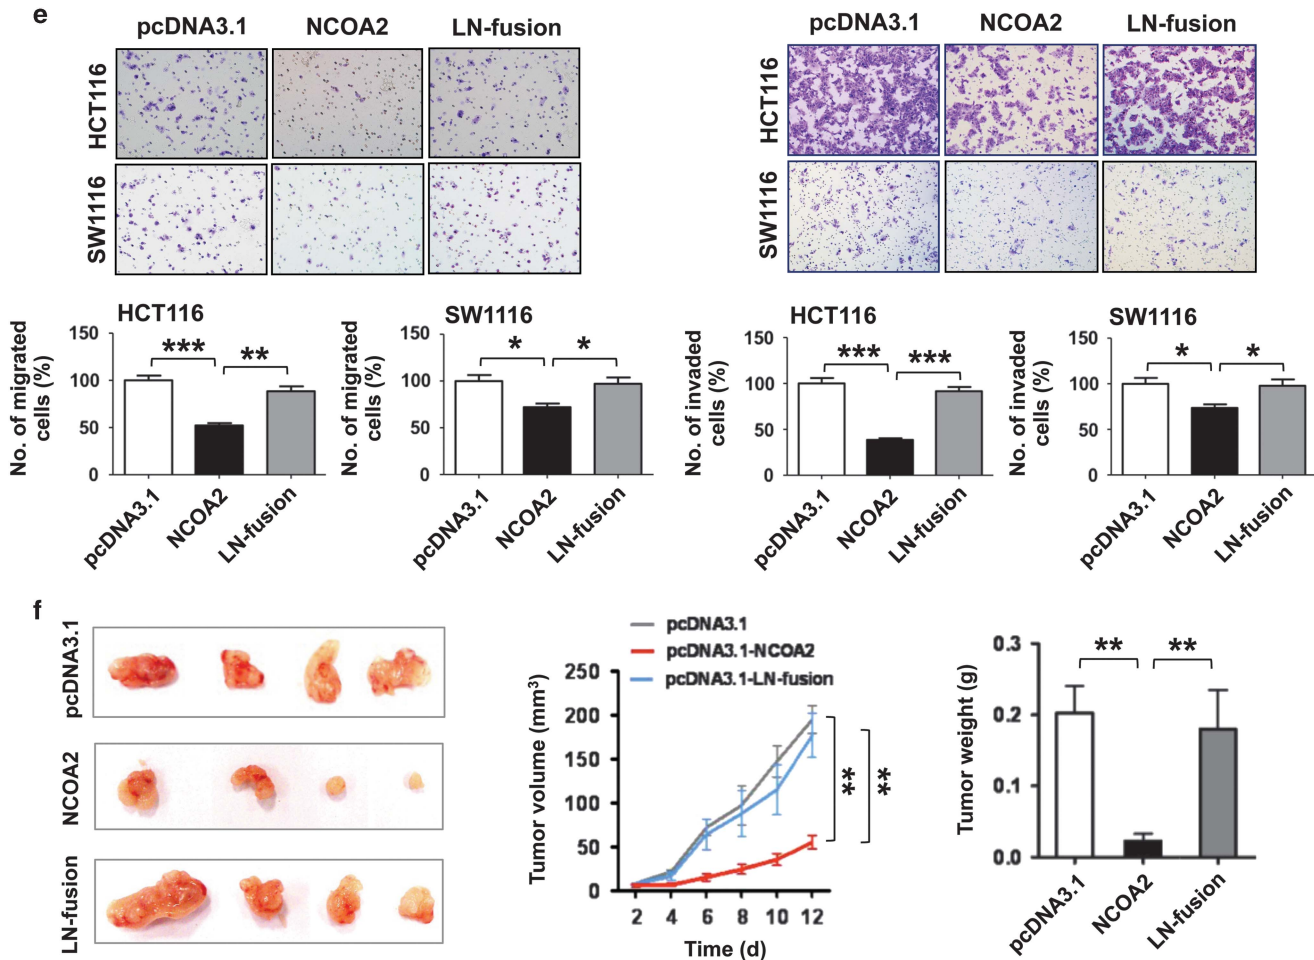 e
pcDNA3.1 NCOA2 LN-fusion
HCT116
SW1116
pcDNA3.1 NCOA2 LN-fusion
HCT116
SW1116
HCT116
No. of migrated
cells (%)
150
100
50
0
*** **
pcDNA3.1 NCOA2 LN-fusion
SW1116
No. of migrated
cells (%)
150
100
50
0
* *
pcDNA3.1 NCOA2 LN-fusion
HCT116
No. of invaded
cells (%)
150
100
50
0
*** ***
pcDNA3.1 NCOA2 LN-fusion
SW1116
No. of invaded
cells (%)
150
100
50
0
* *
pcDNA3.1 NCOA2 LN-fusion
f
pcDNA3.1
NCOA2
LN-fusion
pcDNA3.1
pcDNA3.1-NCOA2
pcDNA3.1-LN-fusion
Tumor volume (mm³)
250
200
150
100
50
0
2 4 6 8 10 12
Time (d)
** **
Tumor weight (g)
0.3
0.2
0.1
0.0
** **
pcDNA3.1 NCOA2 LN-fusion